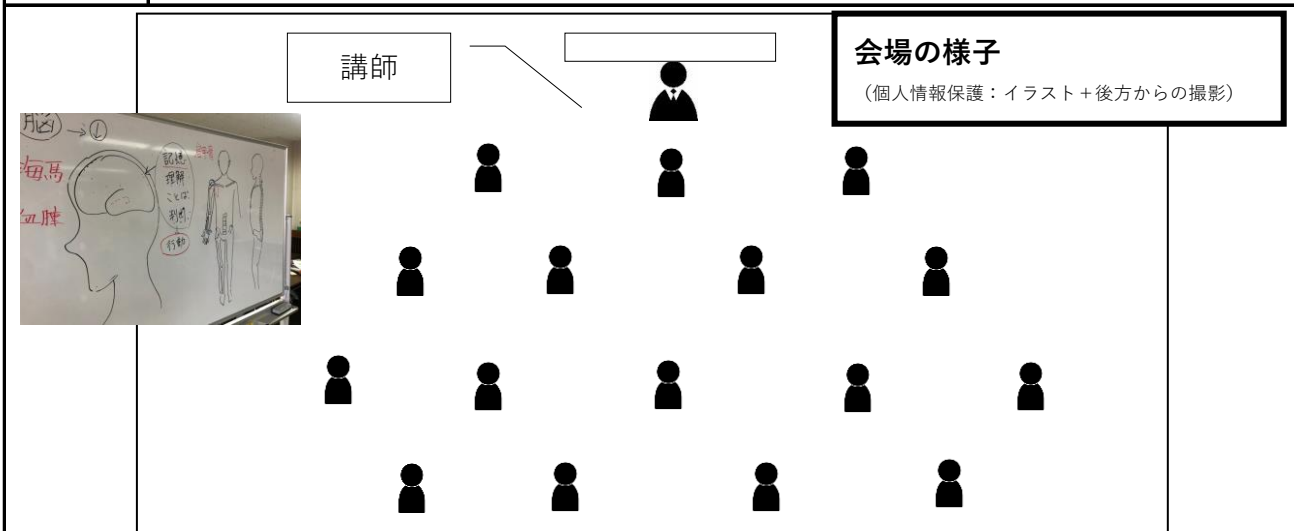 講師
会場の様子
（個人情報保護：イラスト＋後方からの撮影）
脳
海馬
記憶
理解
ことば
判断
行動